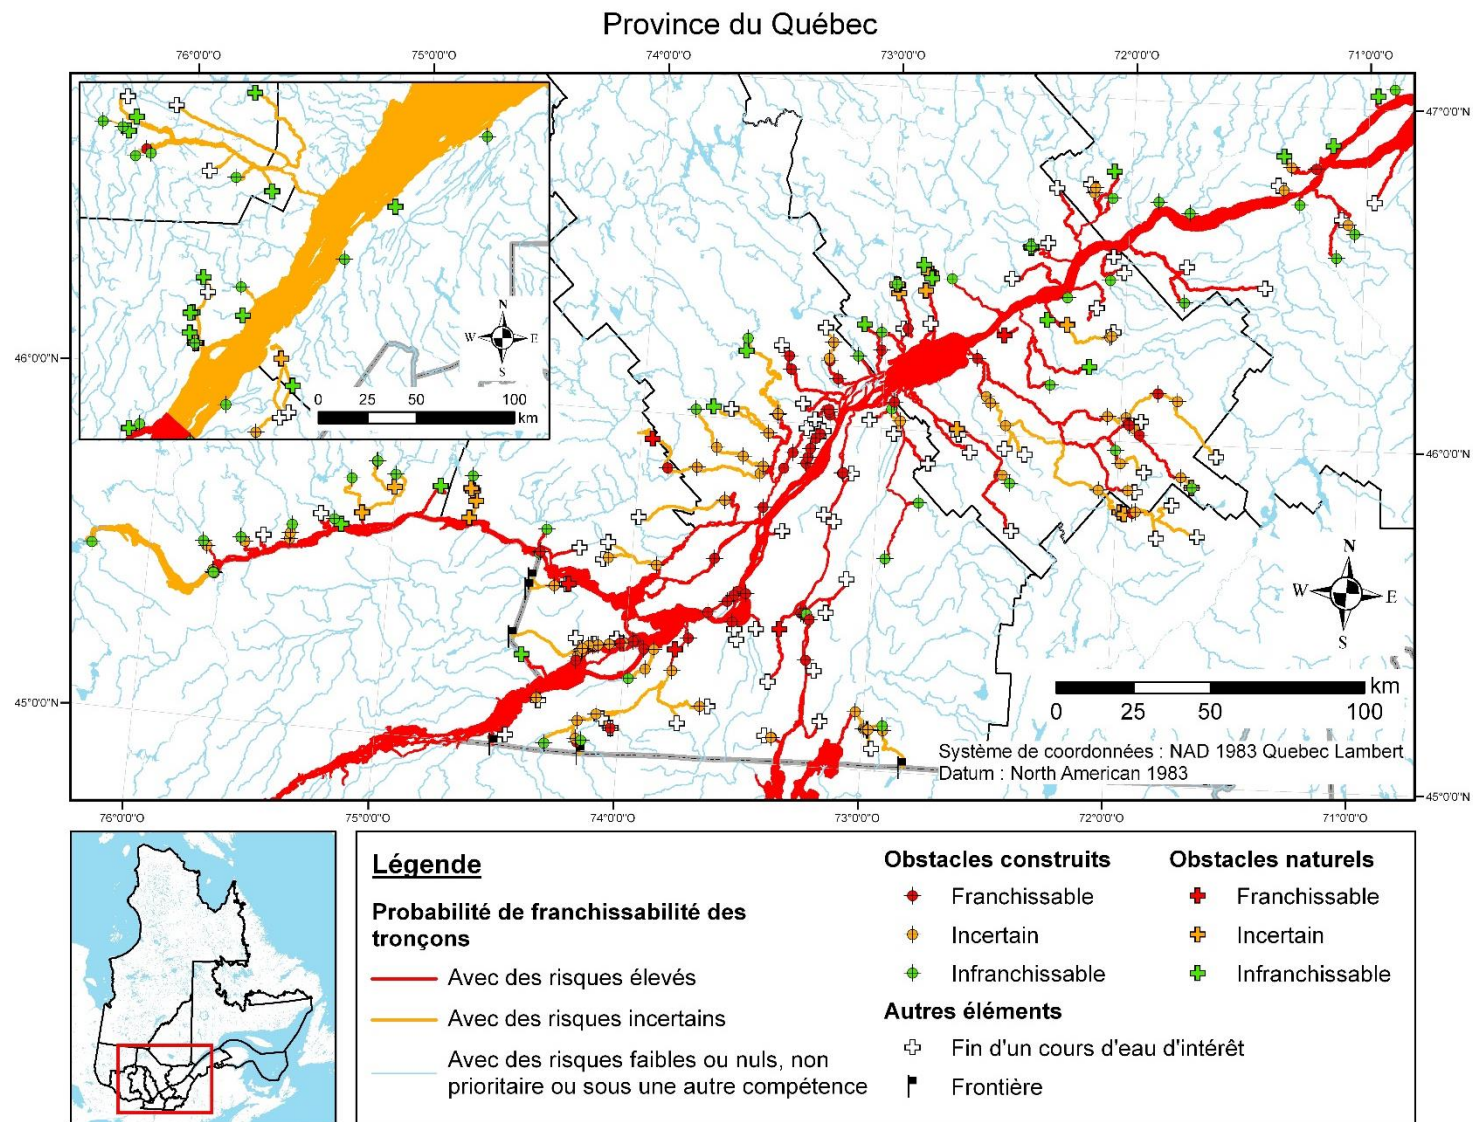 Province du Québec
76°0'0"O 75°0'0"O 74°0'0"O 73°0'0"O 72°0'0"O 71°0'0"O
47°0'0"N
46°0'0"N
46°0'0"N
45°0'0"N
45°0'0"N
N
W E
S
0 25 50 100
km
N
W E
S
km
0 25 50 100
Système de coordonnées : NAD 1983 Quebec Lambert
Datum : North American 1983
76°0'0"O 75°0'0"O 74°0'0"O 73°0'0"O 72°0'0"O 71°0'0"O
Légende
Probabilité de franchissabilité des
tronçons
Avec des risques élevés
Avec des risques incertains
Avec des risques faibles ou nuls, non
prioritaire ou sous une autre compétence
Obstacles construits
Franchissable
Incertain
Infranchissable
Obstacles naturels
Franchissable
Incertain
Infranchissable
Autres éléments
Fin d'un cours d'eau d'intérêt
Frontière